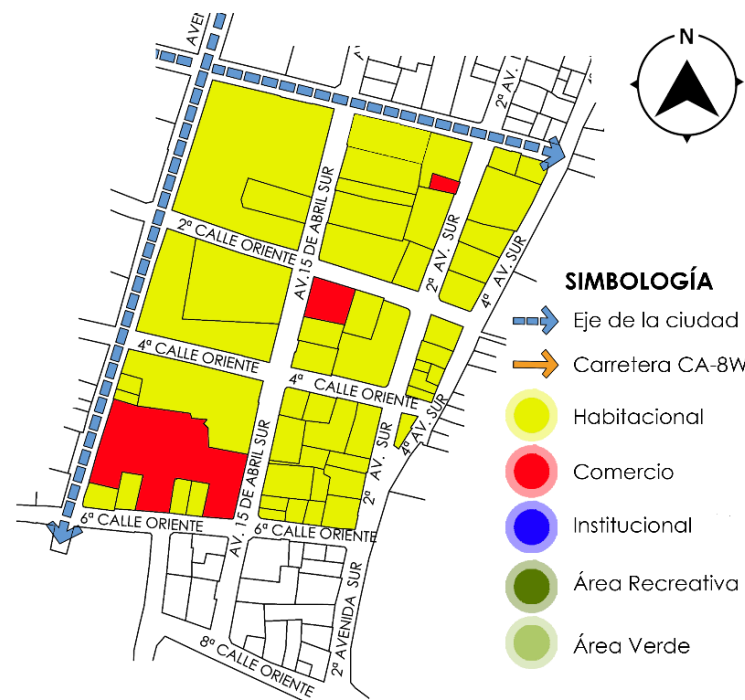 AVEN
N
2ª AV.
2ª CALLE ORIENTE
AV. 15 DE ABRIL SUR
2ª AV. SUR
4ª AV. SUR
SIMBOLOGÍA
Eje de la ciudad
Carretera CA-8W
Habitacional
Comercio
Institucional
Área Recreativa
Área Verde
4ª CALLE ORIENTE
4ª CALLE ORIENTE
4ª AV. SUR
AV. 15 DE ABRIL SUR
2ª AV. SUR
6ª CALLE ORIENTE
6ª CALLE ORIENTE
2ª AVENIDA SUR
8ª CALLE ORIENTE